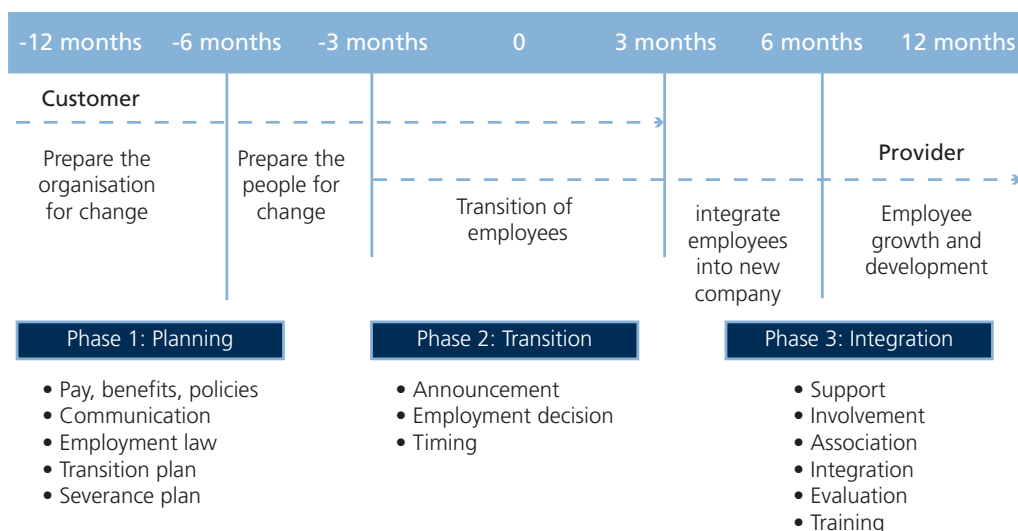 -12 months -6 months -3 months 0 3 months 6 months 12 months
Customer
Prepare the
organisation
for change
Prepare the
people for
change
Transition of
employees
Provider
integrate
employees
into new
company
Employee
growth and
development
Phase 1: Planning
• Pay, benefits, policies
• Communication
• Employment law
• Transition plan
• Severance plan
Phase 2: Transition
• Announcement
• Employment decision
• Timing
Phase 3: Integration
• Support
• Involvement
• Association
• Integration
• Evaluation
• Training